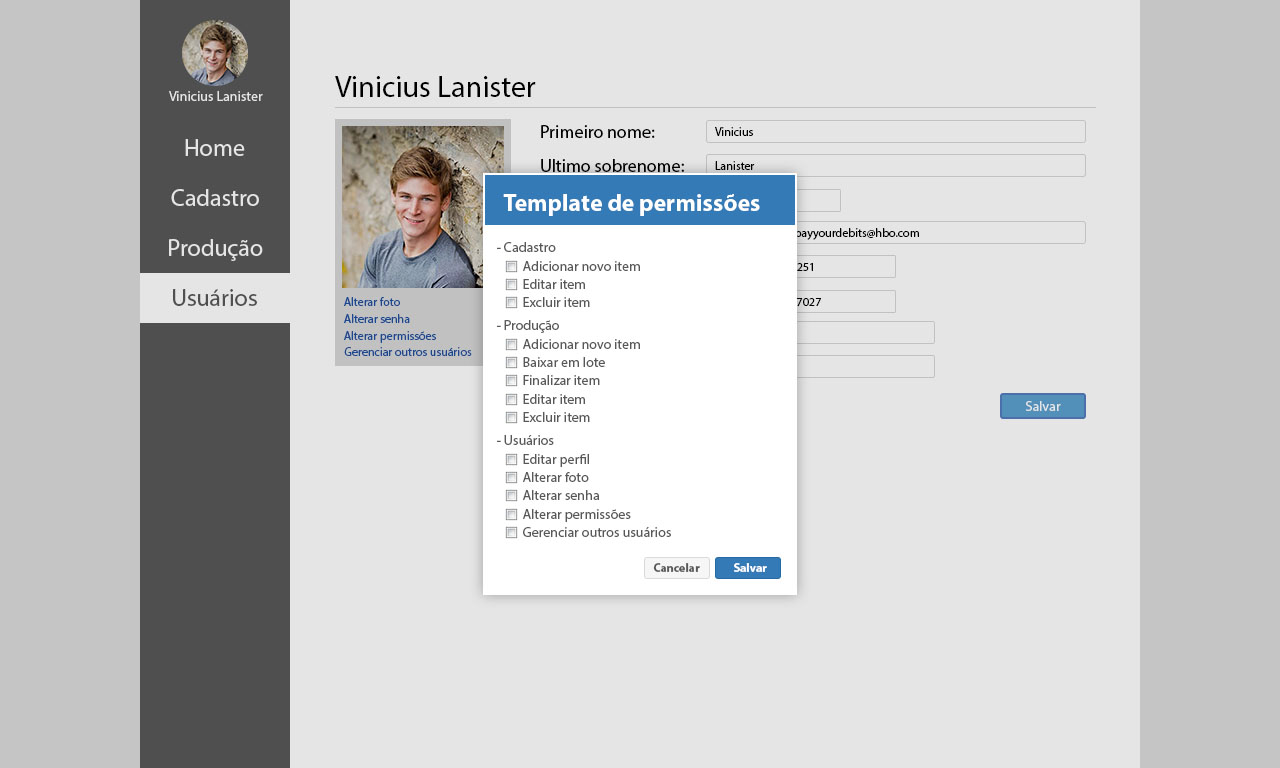 Vinicius Lanister
Home
Cadastro
Produção
Usuários
Vinicius Lanister
Primeiro nome:
Vinicius
Ultimo sobrenome:
Lanister
payyourdebits@hbo.com
251
7027
Alterar foto
Alterar senha
Alterar permissões
Gerenciar outros usuários
Salvar
Template de permissões
- Cadastro
Adicionar novo item
Editar item
Excluir item
- Produção
Adicionar novo item
Baixar em lote
Finalizar item
Editar item
Excluir item
- Usuários
Editar perfil
Alterar foto
Alterar senha
Alterar permissões
Gerenciar outros usuários
Cancelar
Salvar